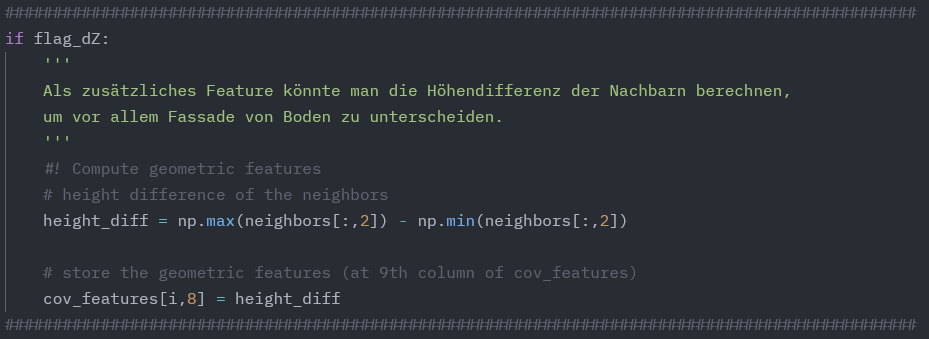 ###############################################################################################
if flag_dZ:
'''
Als zusätzliches Feature könnte man die Höhendifferenz der Nachbarn berechnen,
um vor allem Fassade von Boden zu unterscheiden.
'''
#! Compute geometric features
# height difference of the neighbors
height_diff = np.max(neighbors[:,2]) - np.min(neighbors[:,2])
# store the geometric features (at 9th column of cov_features)
cov_features[i,8] = height_diff
###############################################################################################